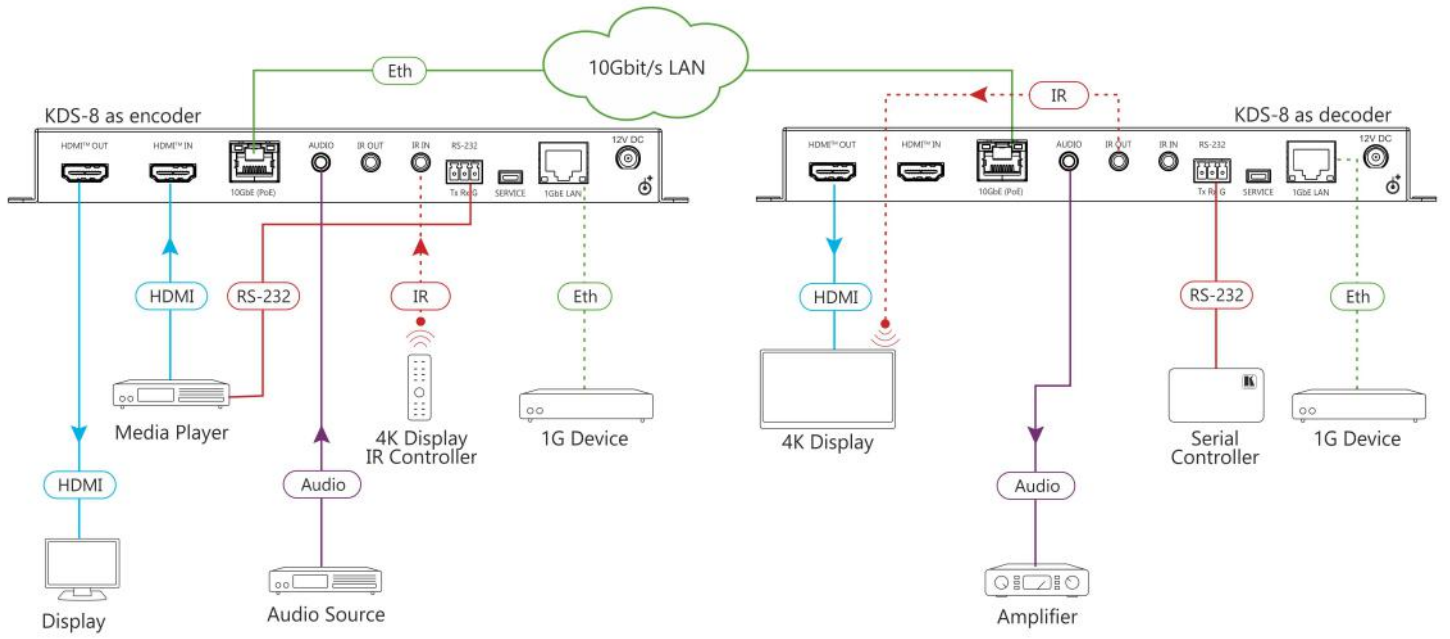 10Gbit/s LAN
Eth
IR
KDS-8 as encoder
HDMI™ OUT
HDMI™ IN
10GbE (PoE)
AUDIO
IR OUT
IR IN
RS-232
Tx Rx G
SERVICE
1GbE LAN
12V DC
KDS-8 as decoder
HDMI™ OUT
HDMI™ IN
10GbE (PoE)
AUDIO
IR OUT
IR IN
RS-232
Tx Rx G
SERVICE
1GbE LAN
12V DC
HDMI
RS-232
IR
Eth
HDMI
RS-232
Eth
Media Player
4K Display
IR Controller
1G Device
4K Display
K
Serial
Controller
1G Device
HDMI
Audio
Audio
Display
Audio Source
Amplifier